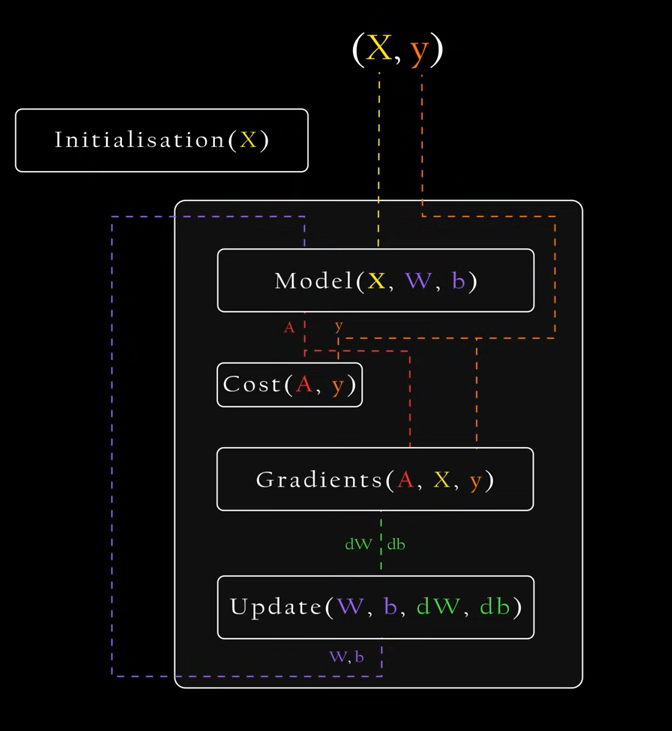 (X, y)
Initialisation(X)
Model(X, W, b)
A
y
Cost(A, y)
Gradients(A, X, y)
dW db
Update(W, b, dW, db)
W,b